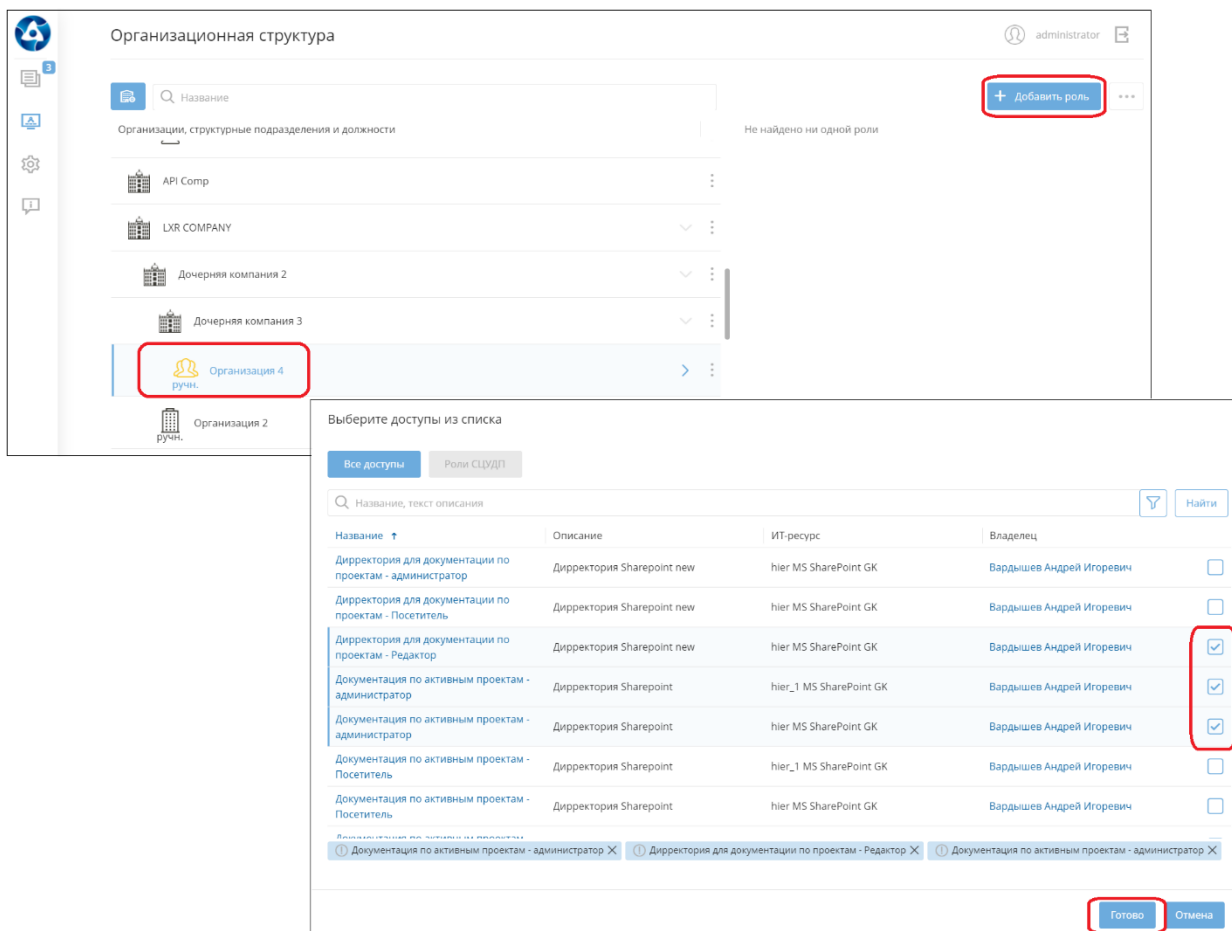 Организационная структура
administrator
3
Название
+ Добавить роль
Организации, структурные подразделения и должности
Не найдено ни одной роли
API Comp
LXR COMPANY
Дочерняя компания 2
Дочерняя компания 3
Организация 4
ручн.
Организация 2
ручн.
Выберите доступы из списка
Все доступы
Роли СЦУДП
Название, текст описания
Найти
Название ↑ Описание ИТ-ресурс Владелец
Дирректория для документации по
проектам - администратор
Дирректория Sharepoint new hier MS SharePoint GK Вардышев Андрей Игоревич
Дирректория для документации по
проектам - Посетитель
Дирректория Sharepoint new hier MS SharePoint GK Вардышев Андрей Игоревич
Дирректория для документации по
проектам - Редактор
Дирректория Sharepoint new hier MS SharePoint GK Вардышев Андрей Игоревич
Документация по активным проектам -
администратор
Дирректория Sharepoint hier_1 MS SharePoint GK Вардышев Андрей Игоревич
Документация по активным проектам -
администратор
Дирректория Sharepoint hier MS SharePoint GK Вардышев Андрей Игоревич
Документация по активным проектам -
Посетитель
Дирректория Sharepoint hier_1 MS SharePoint GK Вардышев Андрей Игоревич
Документация по активным проектам -
Посетитель
Дирректория Sharepoint hier MS SharePoint GK Вардышев Андрей Игоревич
Документация по активным проектам
Документация по активным проектам - администратор Дирректория для документации по проектам - Редактор Документация по активным проектам - администратор
Готово
Отмена